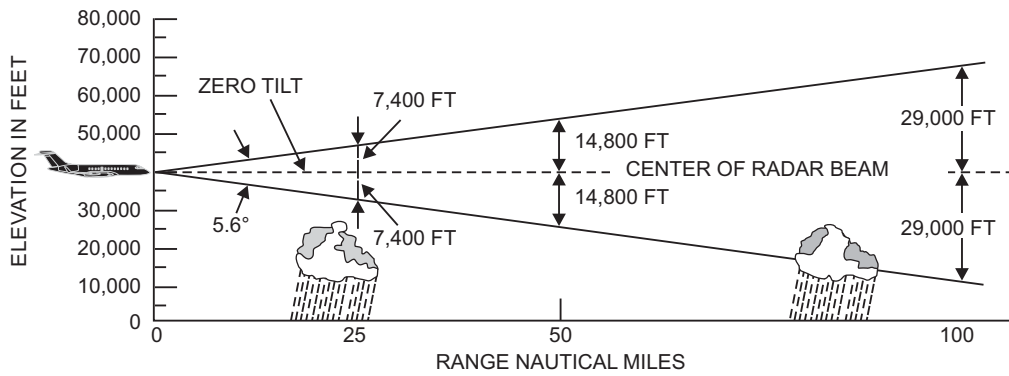 80,000
70,000
60,000
50,000
40,000
30,000
20,000
10,000
0
ELEVATION IN FEET
ZERO TILT
7,400 FT
7,400 FT
5.6°
14,800 FT
14,800 FT
CENTER OF RADAR BEAM
29,000 FT
29,000 FT
0
25
50
100
RANGE NAUTICAL MILES